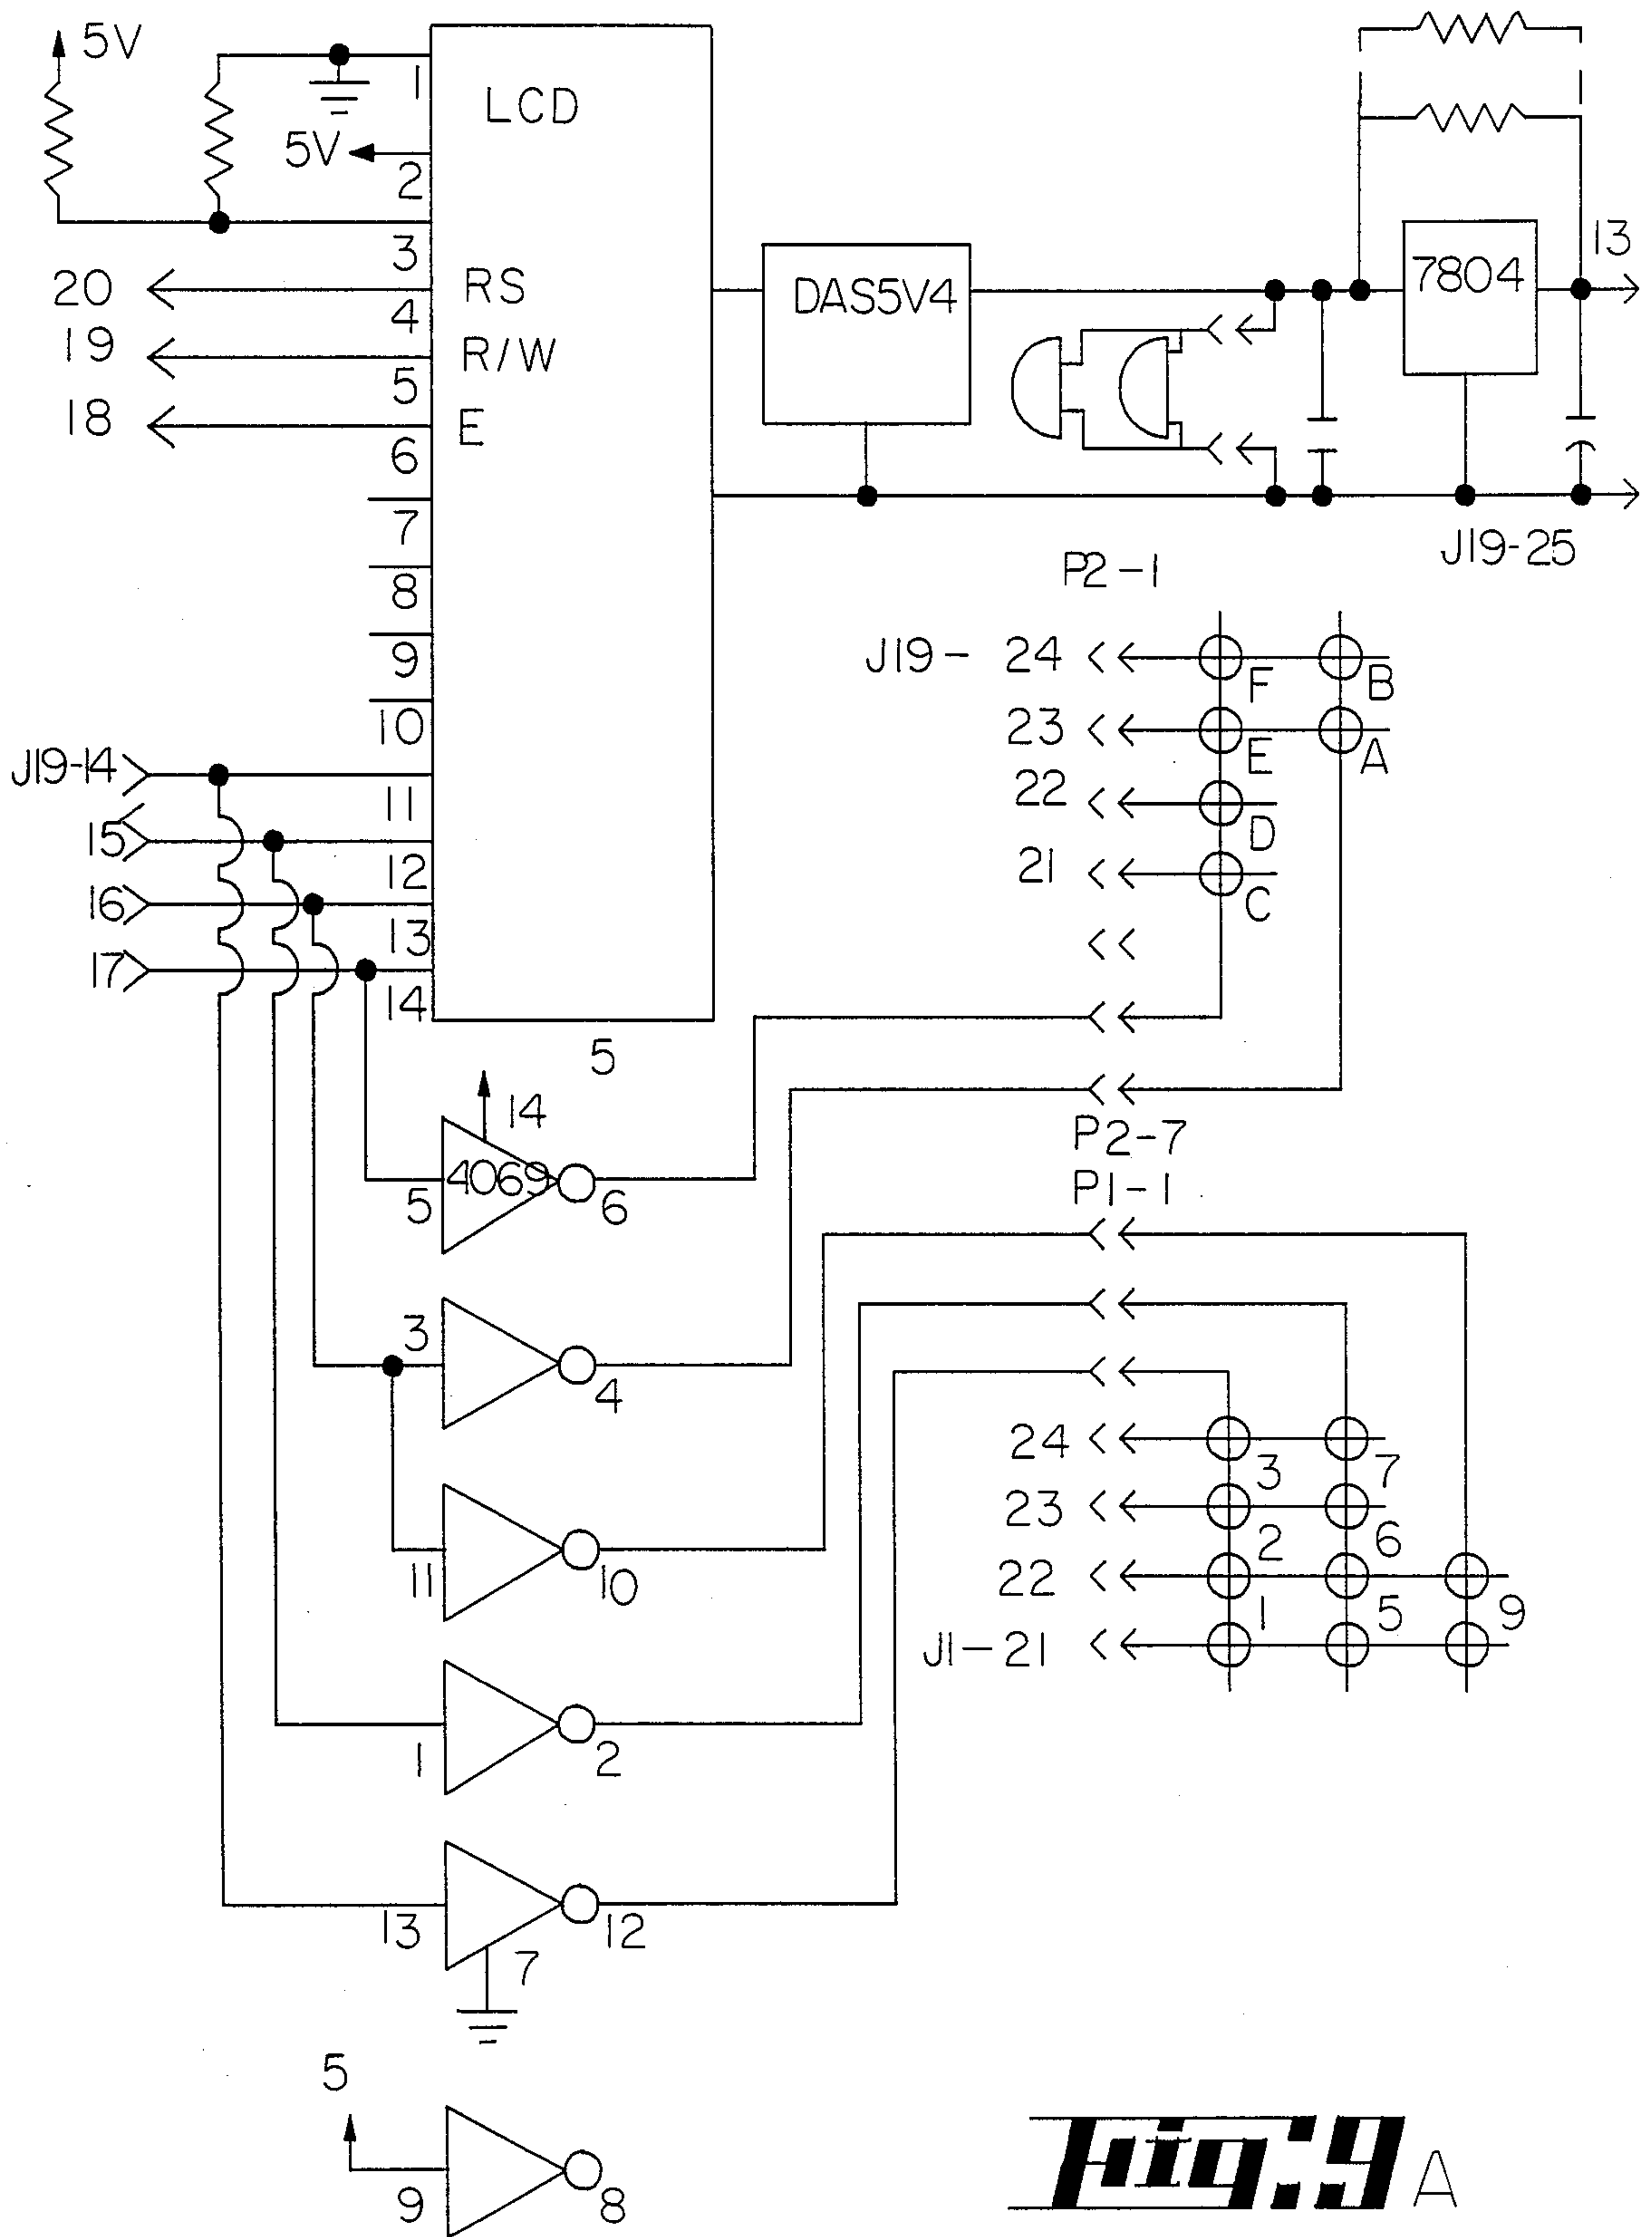 5V
1
LCD
5V
2
3
13
20
RS
DAS5V4
7804
4
19
R/W
5
18
E
6
7
J19-25
P2-1
8
J19- 24
F
B
9
23
E
A
10
22
D
J19-14
11
15
21
C
12
16
13
17
14
5
14
P2-7
4069
5
6
P1-1
3
4
24
3
7
23
2
6
11
10
22
1
5
9
J1-21
1
2
13
12
7
5
9
8
Fig. 9 A